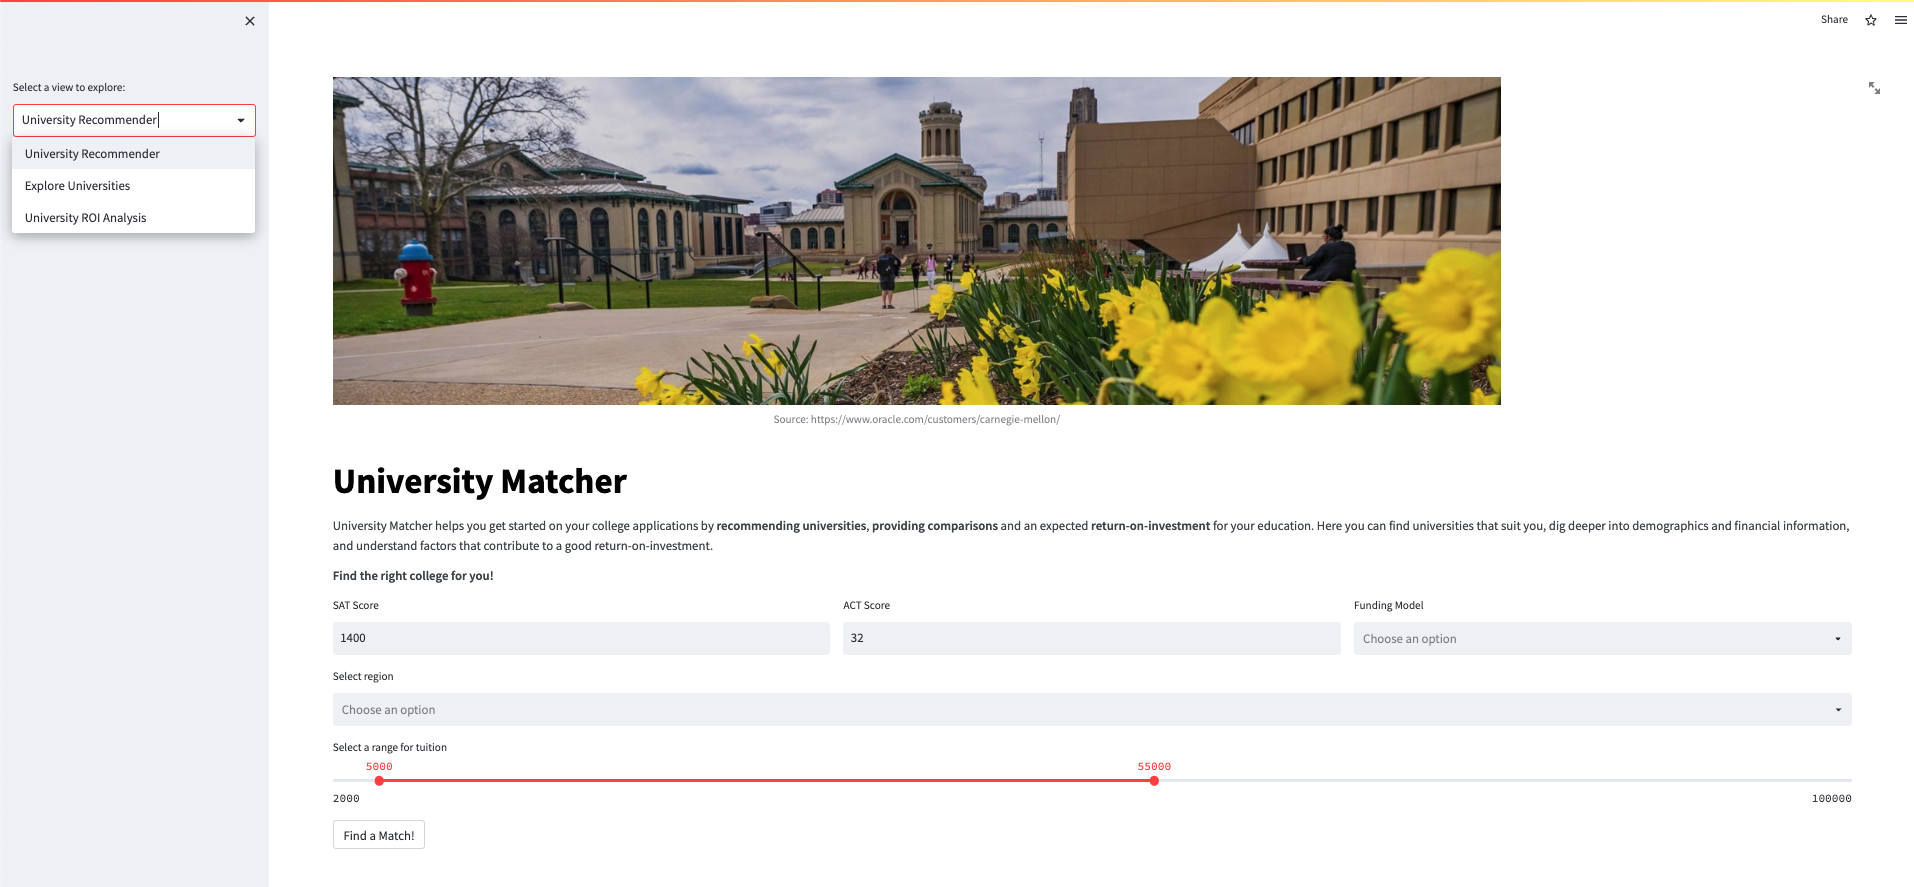 Share
Select a view to explore:
University Recommender
University Recommender
Explore Universities
University ROI Analysis
Source: https://www.oracle.com/customers/carnegie-mellon/
University Matcher
University Matcher helps you get started on your college applications by recommending universities, providing comparisons and an expected return-on-investment for your education. Here you can find universities that suit you, dig deeper into demographics and financial information,
and understand factors that contribute to a good return-on-investment.
Find the right college for you!
SAT Score
ACT Score
Funding Model
1400
32
Choose an option
Select region
Choose an option
Select a range for tuition
5000
55000
2000
100000
Find a Match!